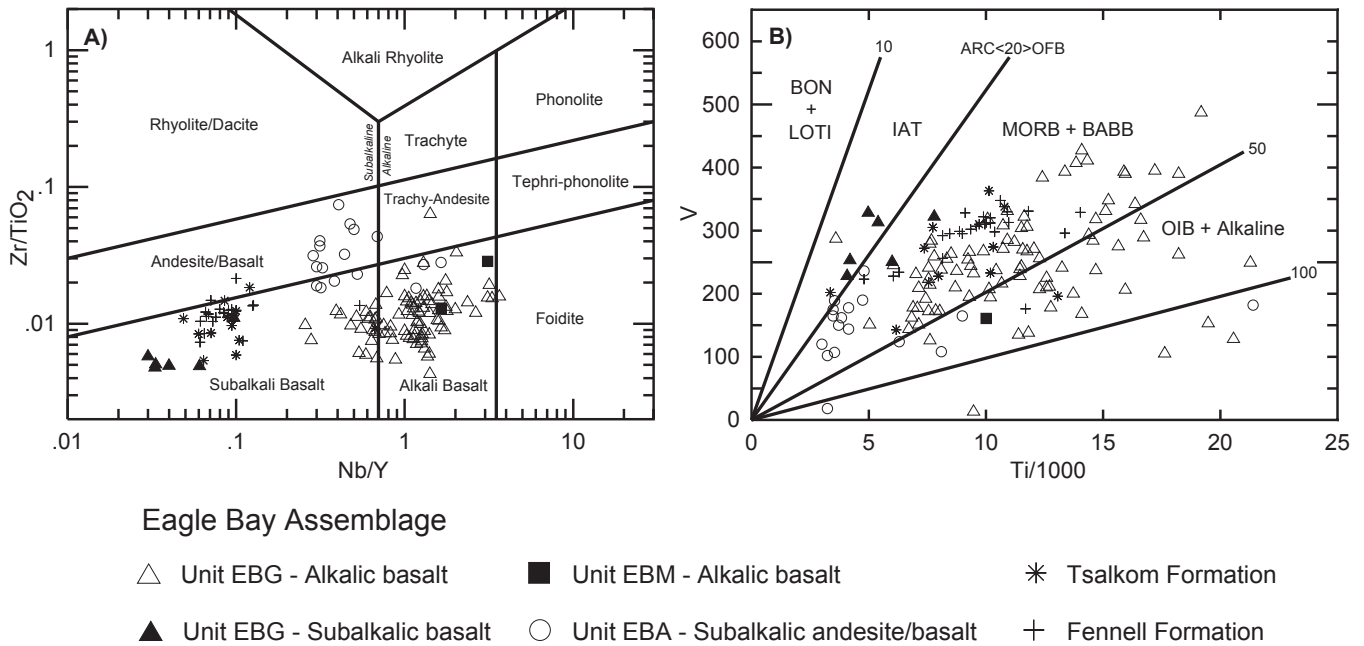 A)
Alkali Rhyolite
Phonolite
Rhyolite/Dacite
Subalkaline
Alkaline
Trachyte
Tephri-phonolite
Trachy-Andesite
Andesite/Basalt
Foidite
Subalkali Basalt
Alkali Basalt
1
.1
.01
Zr/TiO2
.01
.1
1
10
Nb/Y
B)
10
ARC<20>OFB
BON
+
LOTI
IAT
MORB + BABB
50
OIB + Alkaline
100
600
500
400
300
200
100
0
V
0
5
10
15
20
25
Ti/1000
Eagle Bay Assemblage
Unit EBG - Alkalic basalt
Unit EBM - Alkalic basalt
Tsalkom Formation
Unit EBG - Subalkalic basalt
Unit EBA - Subalkalic andesite/basalt
Fennell Formation